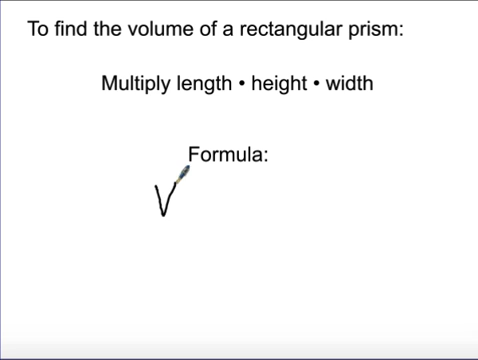 To find the volume of a rectangular prism:
Multiply length • height • width
Formula:
V